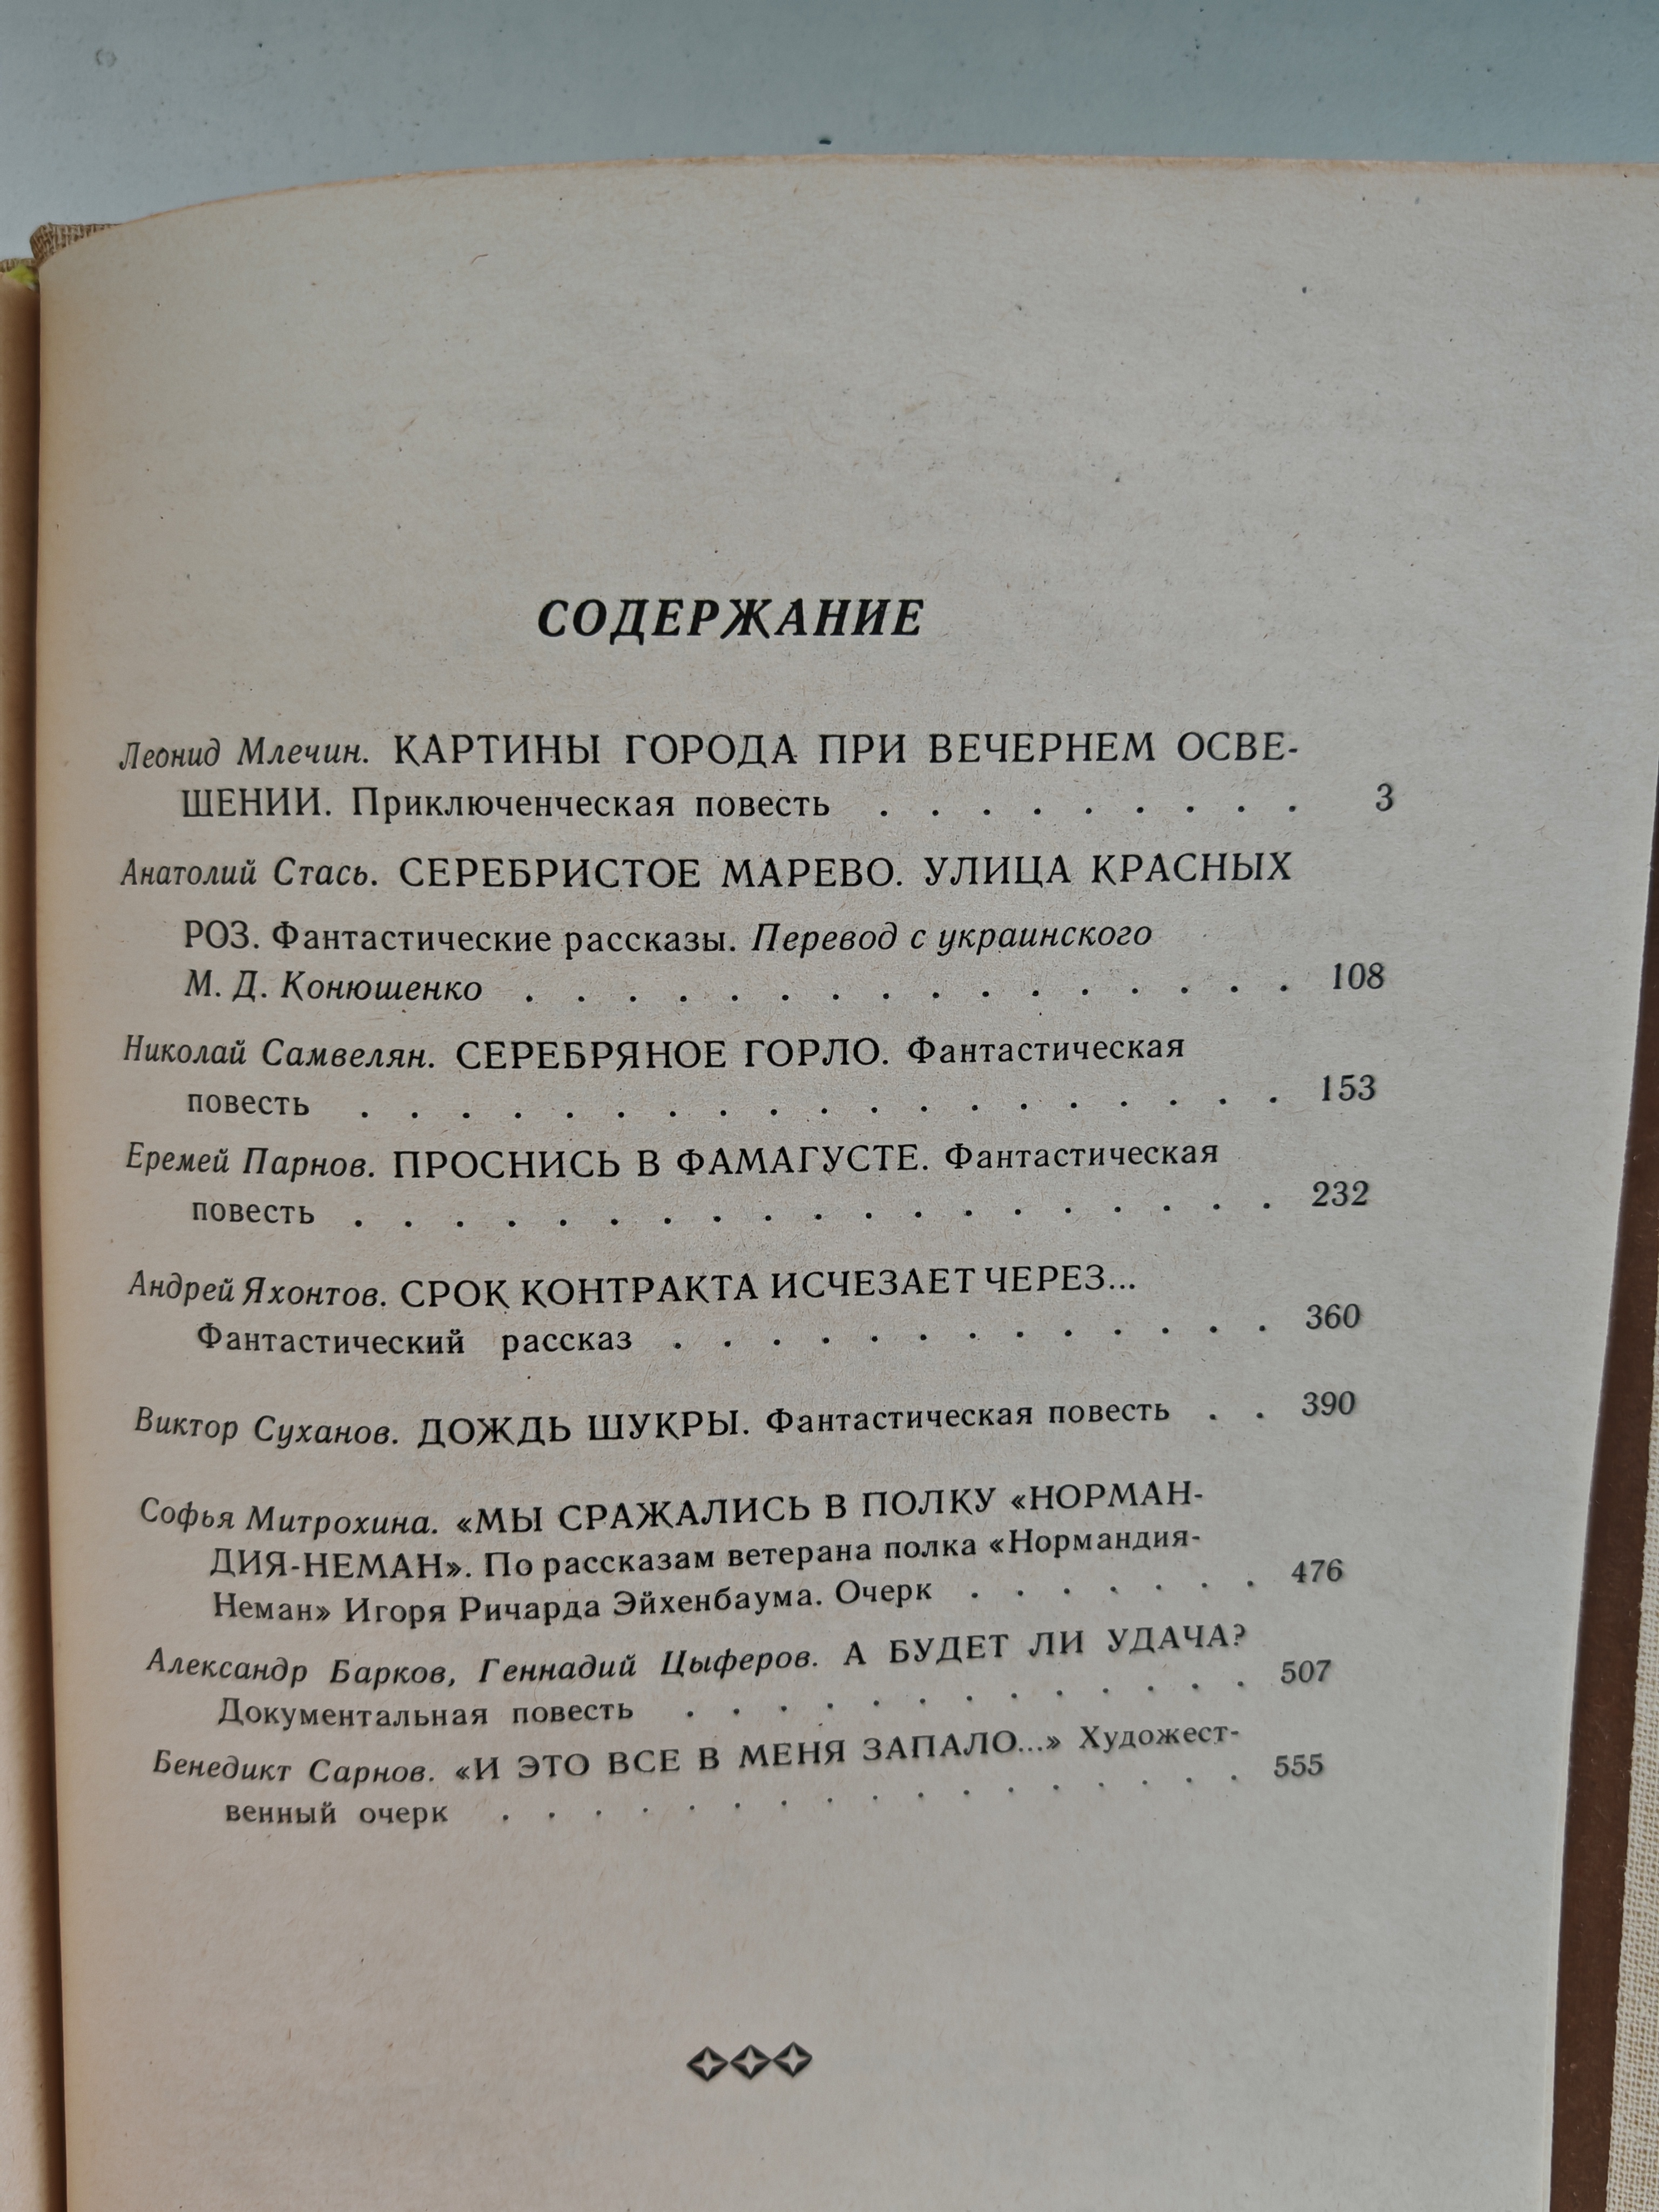 СОДЕРЖАНИЕ
Леонид Млечин. КАРТИНЫ ГОРОДА ПРИ ВЕЧЕРНЕМ ОСВЕ-
ЩЕНИИ. Приключенческая повесть . . . . . . . . . 3
Анатолий Стась. СЕРЕБРИСТОЕ МАРЕВО. УЛИЦА КРАСНЫХ
РОЗ. Фантастические рассказы. Перевод с украинского
М. Д. Конюшенко . . . . . . . . . . . . . . . . 108
Николай Самвелян. СЕРЕБРЯНОЕ ГОРЛО. Фантастическая
повесть . . . . . . . . . . . . . . . . . . . 153
Еремей Парнов. ПРОСНИСЬ В ФАМАГУСТЕ. Фантастическая
повесть . . . . . . . . . . . . . . . . . . . 232
Андрей Яхонтов. СРОК КОНТРАКТА ИСЧЕЗАЕТ ЧЕРЕЗ...
Фантастический рассказ . . . . . . . . . . . . . 360
Виктор Суханов. ДОЖДЬ ШУКРЫ. Фантастическая повесть . . 390
Софья Митрохина. «МЫ СРАЖАЛИСЬ В ПОЛКУ «НОРМАН-
ДИЯ-НЕМАН». По рассказам ветерана полка «Нормандия-
Неман» Игоря Ричарда Эйхенбаума. Очерк . . . . . . . 476
Александр Барков, Геннадий Цыферов. А БУДЕТ ЛИ УДАЧА?
Документальная повесть . . . . . . . . . . . . . 507
Бенедикт Сарнов. «И ЭТО ВСЕ В МЕНЯ ЗАПАЛО...» Художест-
венный очерк . . . . . . . . . . . . . . . . . 555